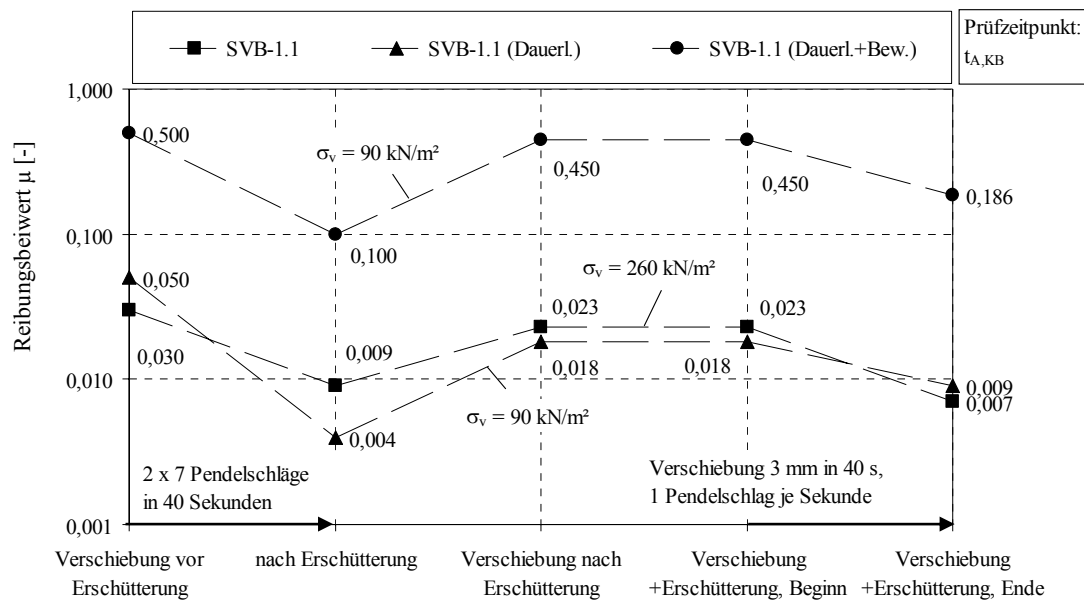 SVB-1.1
SVB-1.1 (Dauerl.)
SVB-1.1 (Dauerl.+Bew.)
Prüfzeitpunkt:
tA,KB
Reibungsbeiwert µ [-]
1,000
0,100
0,010
0,001
0,500
0,050
0,030
σv = 90 kN/m²
0,100
0,009
0,004
0,450
0,023
0,018
σv = 90 kN/m²
σv = 260 kN/m²
0,450
0,023
0,018
0,186
0,009
0,007
2 x 7 Pendelschläge
in 40 Sekunden
Verschiebung 3 mm in 40 s,
1 Pendelschlag je Sekunde
Verschiebung vor
Erschütterung
nach Erschütterung
Verschiebung nach
Erschütterung
Verschiebung
+Erschütterung, Beginn
Verschiebung
+Erschütterung, Ende